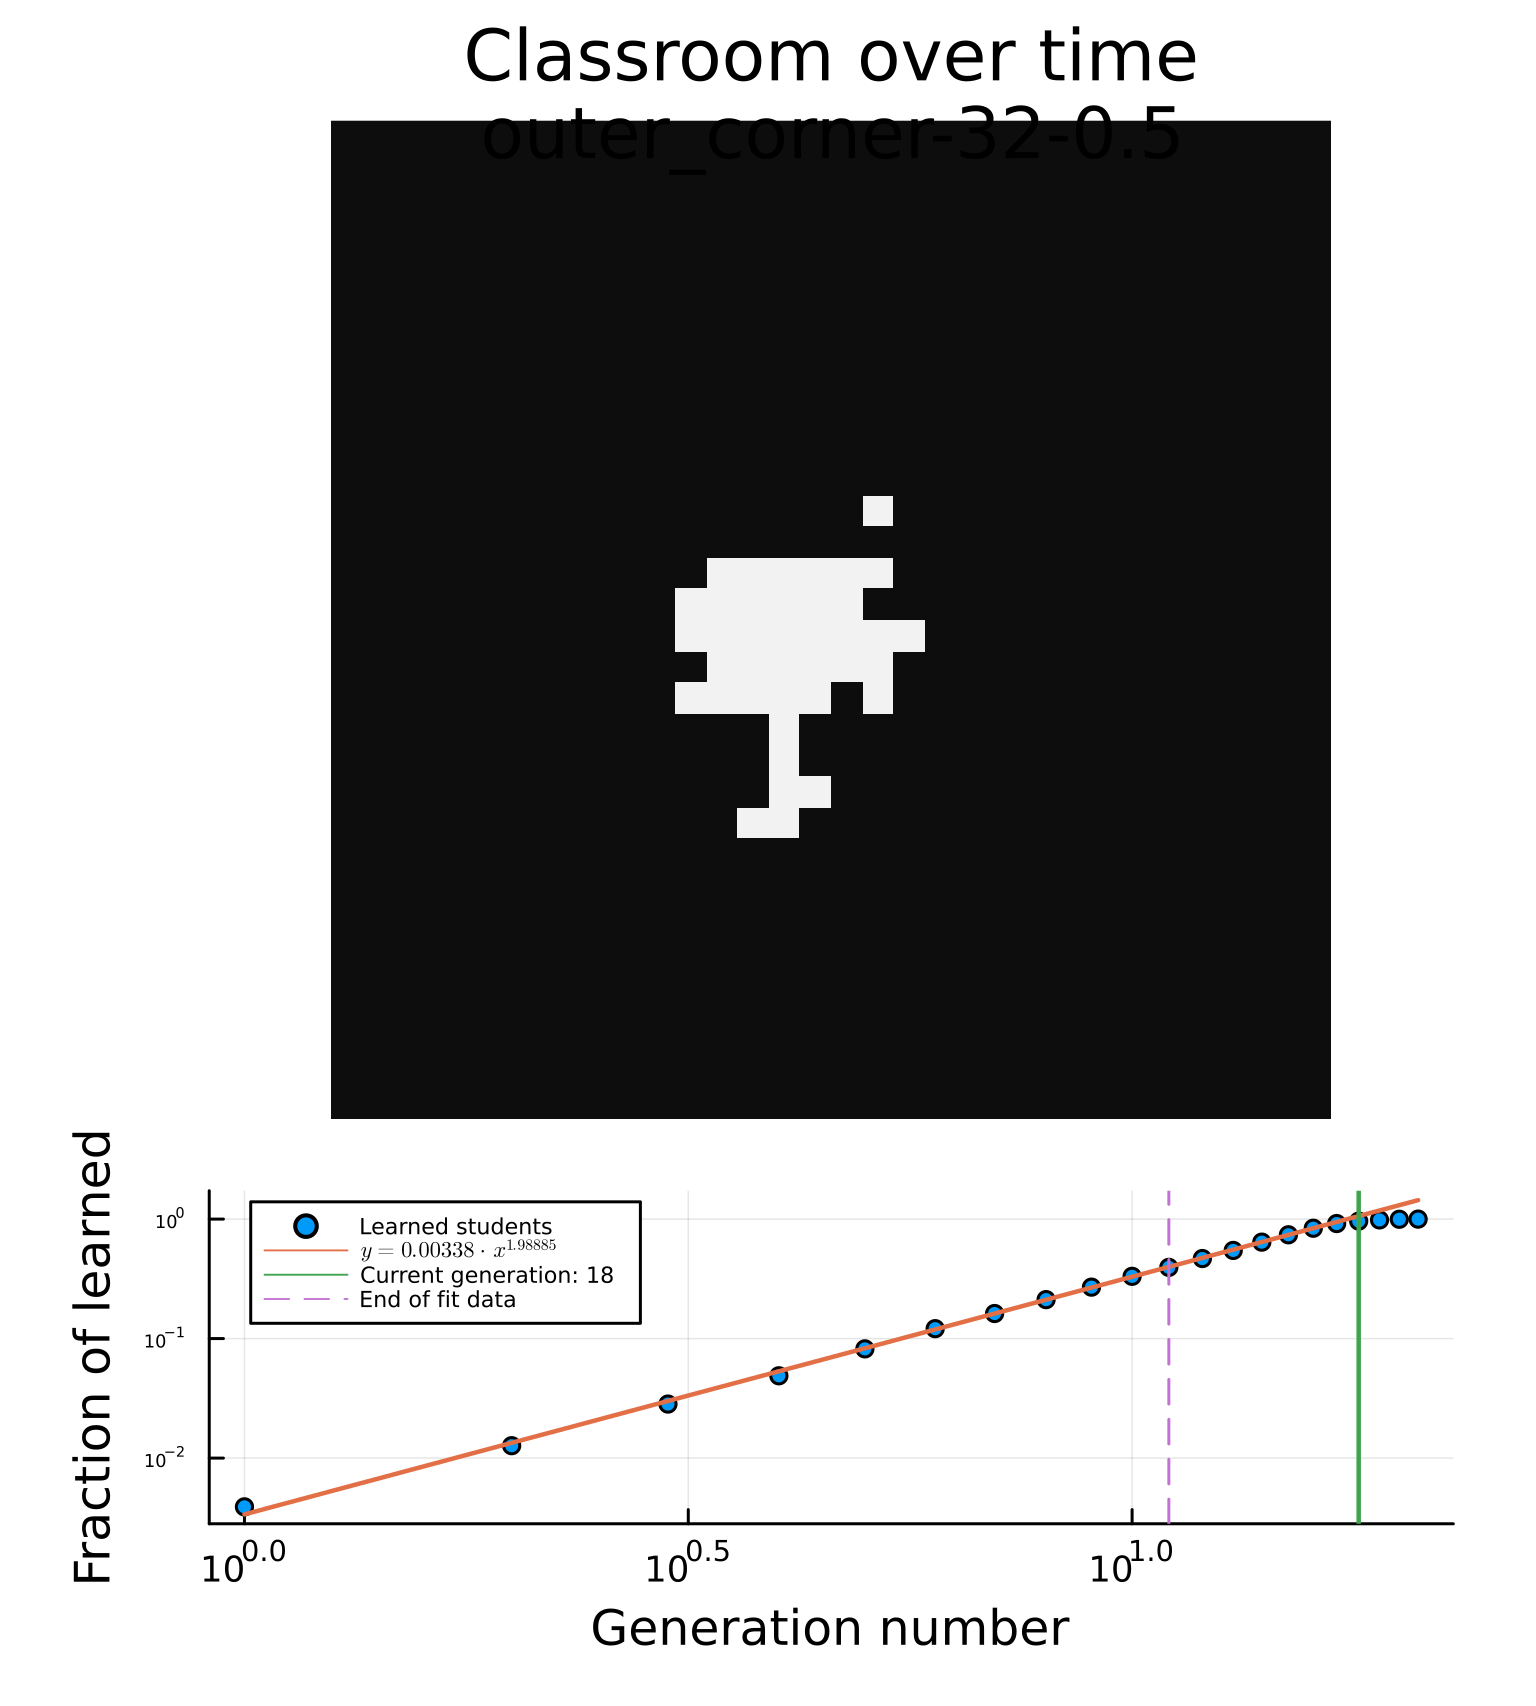 Classroom over time
outer_corner-32-0.5
Fraction of learned
10⁰
10⁻¹
10⁻²
Learned students
y = 0.00338 · x^1.98885
Current generation: 18
End of fit data
10^0.0 10^0.5 10^1.0
Generation number